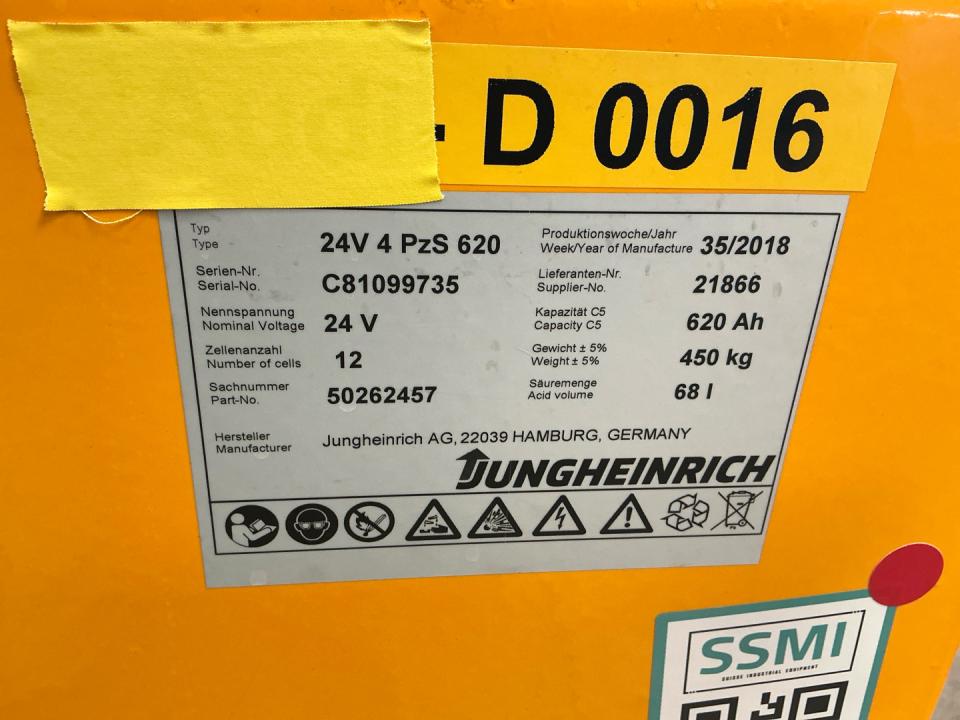 - D 0016
Typ
Type
24V 4 PzS 620
Produktionswoche/Jahr
Week/Year of Manufacture
35/2018
Serien-Nr.
Serial-No.
C81099735
Lieferanten-Nr.
Supplier-No.
21866
Nennspannung
Nominal Voltage
24 V
Kapazität C5
Capacity C5
620 Ah
Zellenanzahl
Number of cells
12
Gewicht ± 5%
Weight ± 5%
450 kg
Sachnummer
Part-No.
50262457
Säuremenge
Acid volume
68 l
Hersteller
Manufacturer
Jungheinrich AG, 22039 HAMBURG, GERMANY
JUNGHEINRICH
SSMI
SUISSE INDUSTRIAL EQUIPMENT